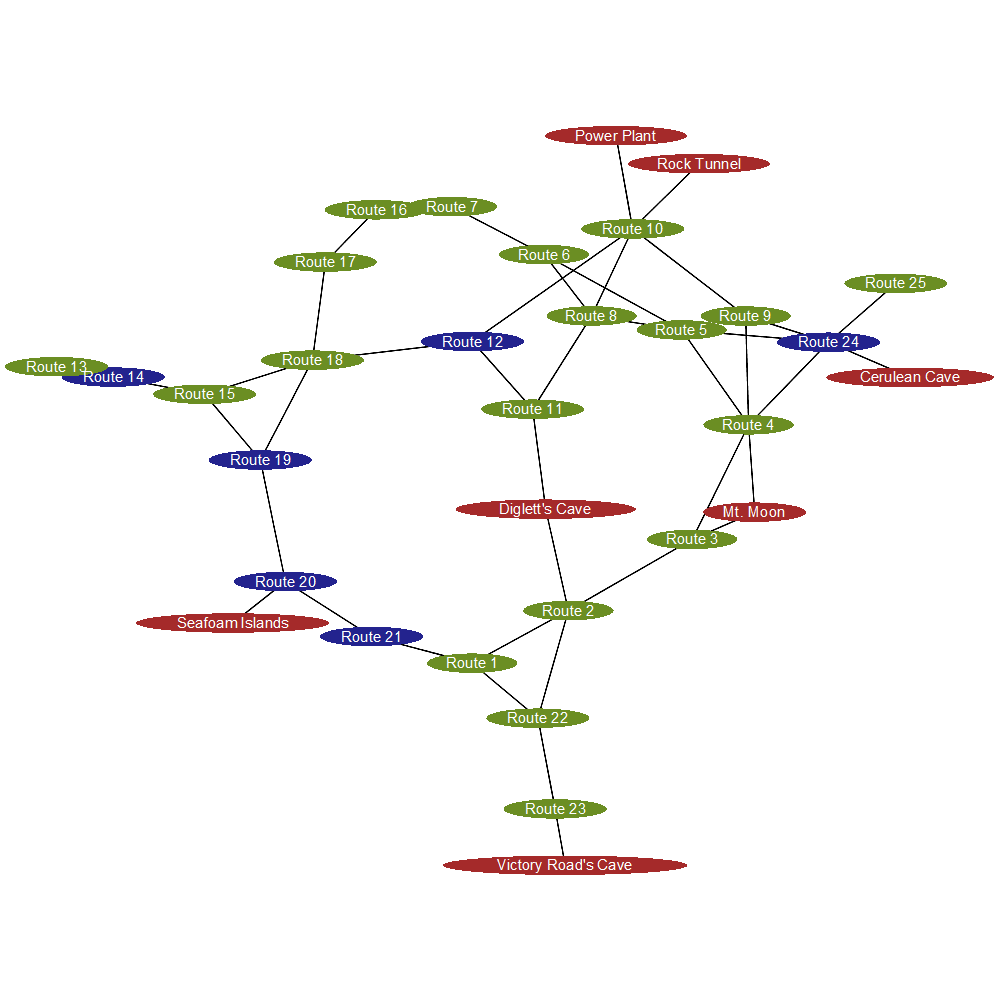 Power Plant
Rock Tunnel
Route 16
Route 7
Route 10
Route 6
Route 17
Route 25
Route 8
Route 9
Route 5
Route 12
Route 24
Route 18
Route 13
Route 14
Cerulean Cave
Route 15
Route 11
Route 4
Route 19
Diglett's Cave
Mt. Moon
Route 3
Route 20
Route 2
Seafoam Islands
Route 21
Route 1
Route 22
Route 23
Victory Road's Cave